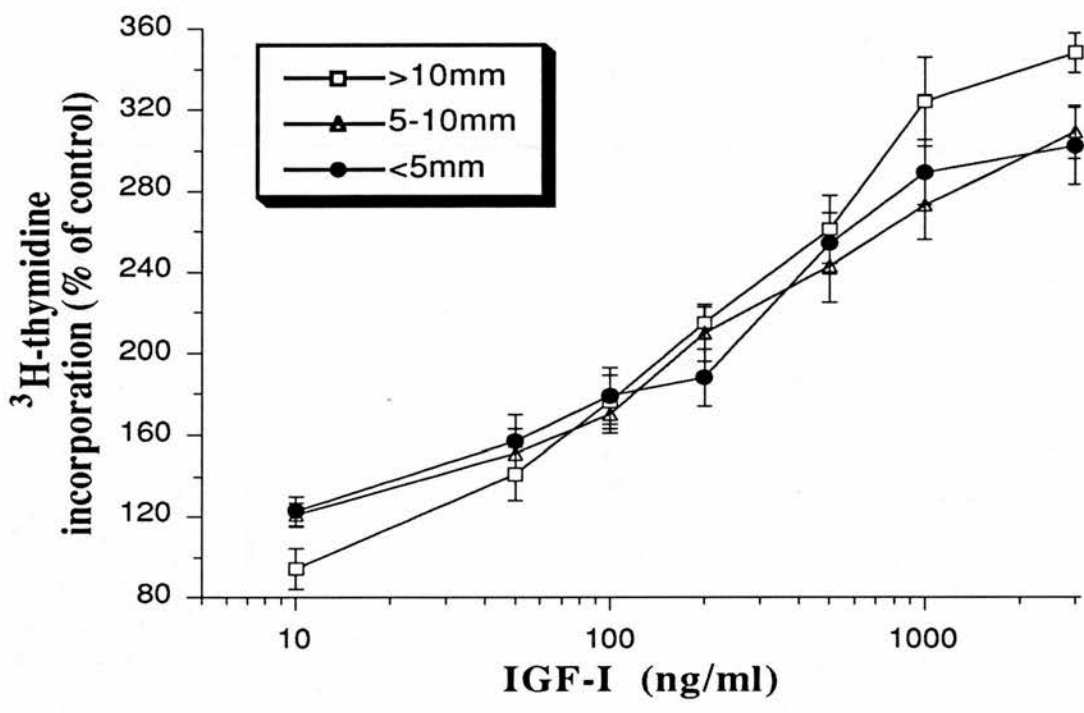 360
320
280
240
200
160
120
80
³H-thymidine
incorporation (% of control)
>10mm
5-10mm
<5mm
10
100
1000
IGF-I (ng/ml)